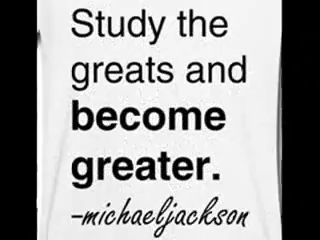 Study the
greats and
become
greater.
-michaeljackson